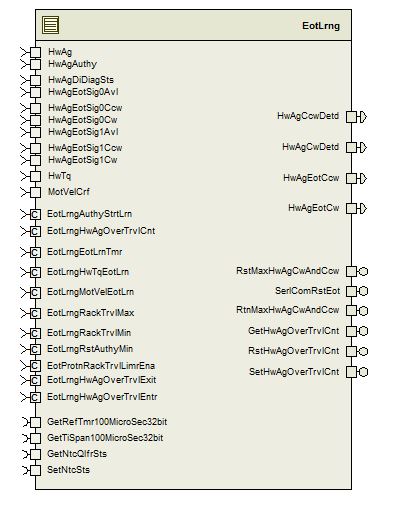 EotLrng
HwAg
HwAgAuthy
HwAgDiDiagSts
HwAgEotSig0Avl
HwAgEotSig0Ccw
HwAgEotSig0Cw
HwAgEotSig1Avl
HwAgEotSig1Ccw
HwAgEotSig1Cw
HwTq
MotVelCrf
C EotLrngAuthyStrtLrn
C EotLrngHwAgOverTrvlCnt
C EotLrngEotLrnTmr
C EotLrngHwTqEotLrn
C EotLrngMotVelEotLrn
C EotLrngRackTrvlMax
C EotLrngRackTrvlMin
C EotLrngRstAuthyMin
C EotProtnRackTrvlLimrEna
C EotLrngHwAgOverTrvlExit
C EotLrngHwAgOverTrvlEntr
GetRefTmr100MicroSec32bit
GetTiSpan100MicroSec32bit
GetNtcQlfrSts
SetNtcSts
HwAgCcwDetd
HwAgCwDetd
HwAgEotCcw
HwAgEotCw
RstMaxHwAgCwAndCcw
SerlComRstEot
RtnMaxHwAgCwAndCcw
GetHwAgOverTrvlCnt
RstHwAgOverTrvlCnt
SetHwAgOverTrvlCnt